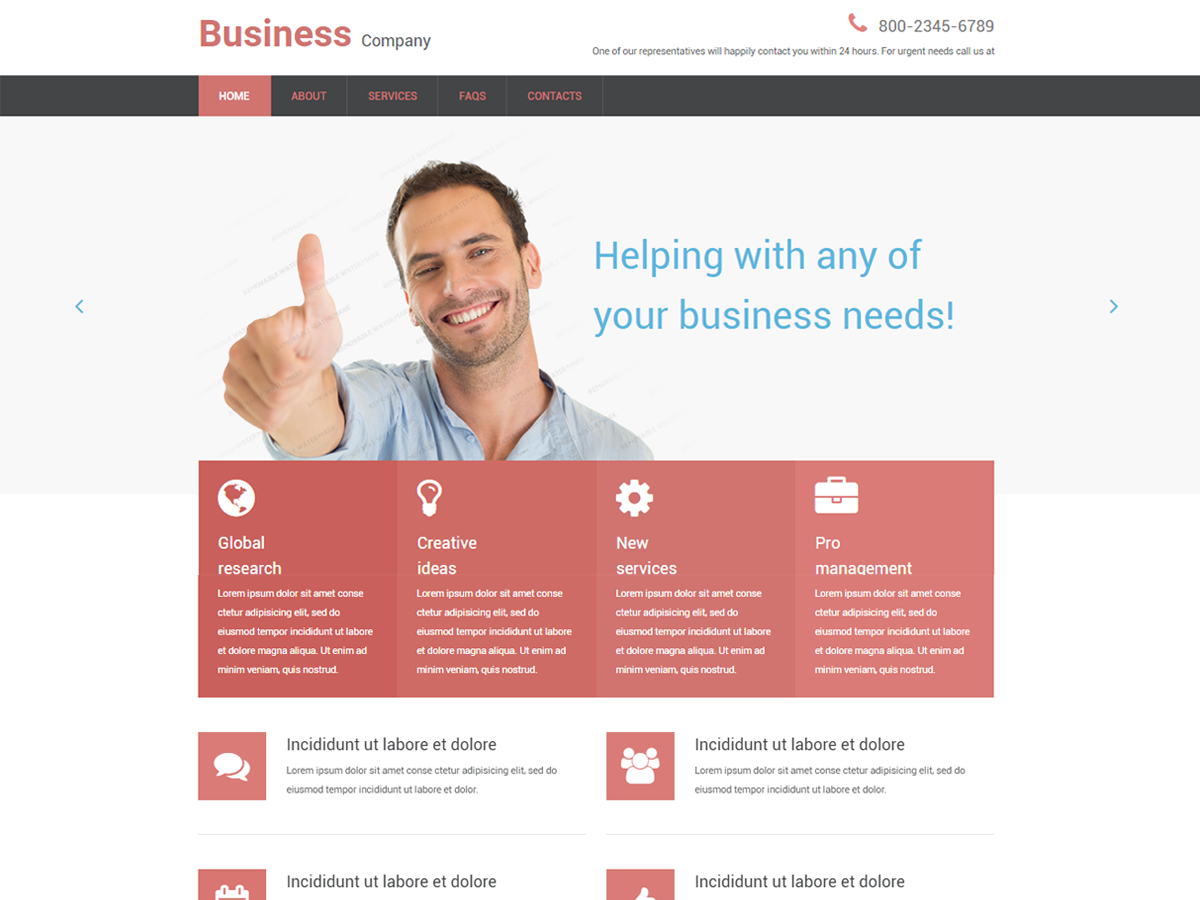 Business Company
800-2345-6789
One of our representatives will happily contact you within 24 hours. For urgent needs call us at
HOME ABOUT SERVICES FAQS CONTACTS
Helping with any of
your business needs!
Global
research
Lorem ipsum dolor sit amet conse
ctetur adipisicing elit, sed do
eiusmod tempor incididunt ut labore
et dolore magna aliqua. Ut enim ad
minim veniam, quis nostrud.
Creative
ideas
Lorem ipsum dolor sit amet conse
ctetur adipisicing elit, sed do
eiusmod tempor incididunt ut labore
et dolore magna aliqua. Ut enim ad
minim veniam, quis nostrud.
New
services
Lorem ipsum dolor sit amet conse
ctetur adipisicing elit, sed do
eiusmod tempor incididunt ut labore
et dolore magna aliqua. Ut enim ad
minim veniam, quis nostrud.
Pro
management
Lorem ipsum dolor sit amet conse
ctetur adipisicing elit, sed do
eiusmod tempor incididunt ut labore
et dolore magna aliqua. Ut enim ad
minim veniam, quis nostrud.
Incididunt ut labore et dolore
Lorem ipsum dolor sit amet conse ctetur adipisicing elit, sed do
eiusmod tempor incididunt ut labore et dolor.
Incididunt ut labore et dolore
Lorem ipsum dolor sit amet conse ctetur adipisicing elit, sed do
eiusmod tempor incididunt ut labore et dolor.
Incididunt ut labore et dolore
Incididunt ut labore et dolore